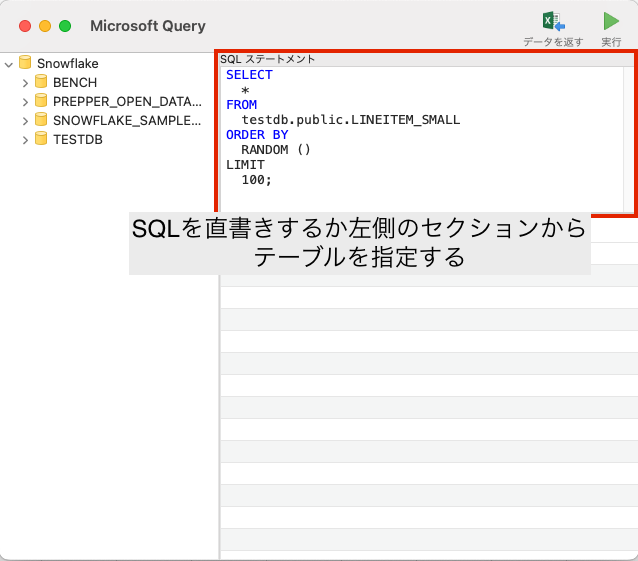 Microsoft Query
データを返す
実行
Snowflake
BENCH
PREPPER_OPEN_DATA...
SNOWFLAKE_SAMPLE...
TESTDB
SQL ステートメント
SELECT
*
FROM
testdb.public.LINEITEM_SMALL
ORDER BY
RANDOM ()
LIMIT
100;
SQLを直書きするか左側のセクションから
テーブルを指定する